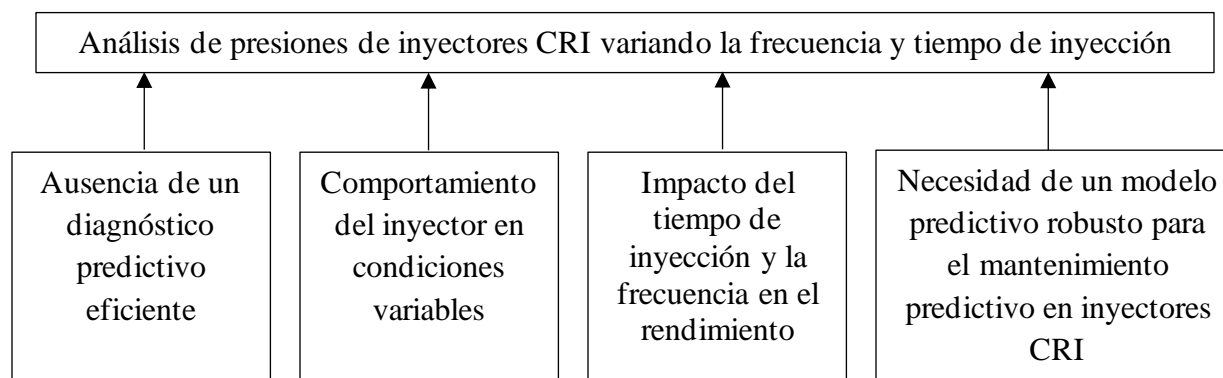 Análisis de presiones de inyectores CRI variando la frecuencia y tiempo de inyección
Ausencia de un
diagnóstico
predictivo
eficiente
Comportamiento
del inyector en
condiciones
variables
Impacto del
tiempo de
inyección y la
frecuencia en el
rendimiento
Necesidad de un modelo
predictivo robusto para
el mantenimiento
predictivo en inyectores
CRI